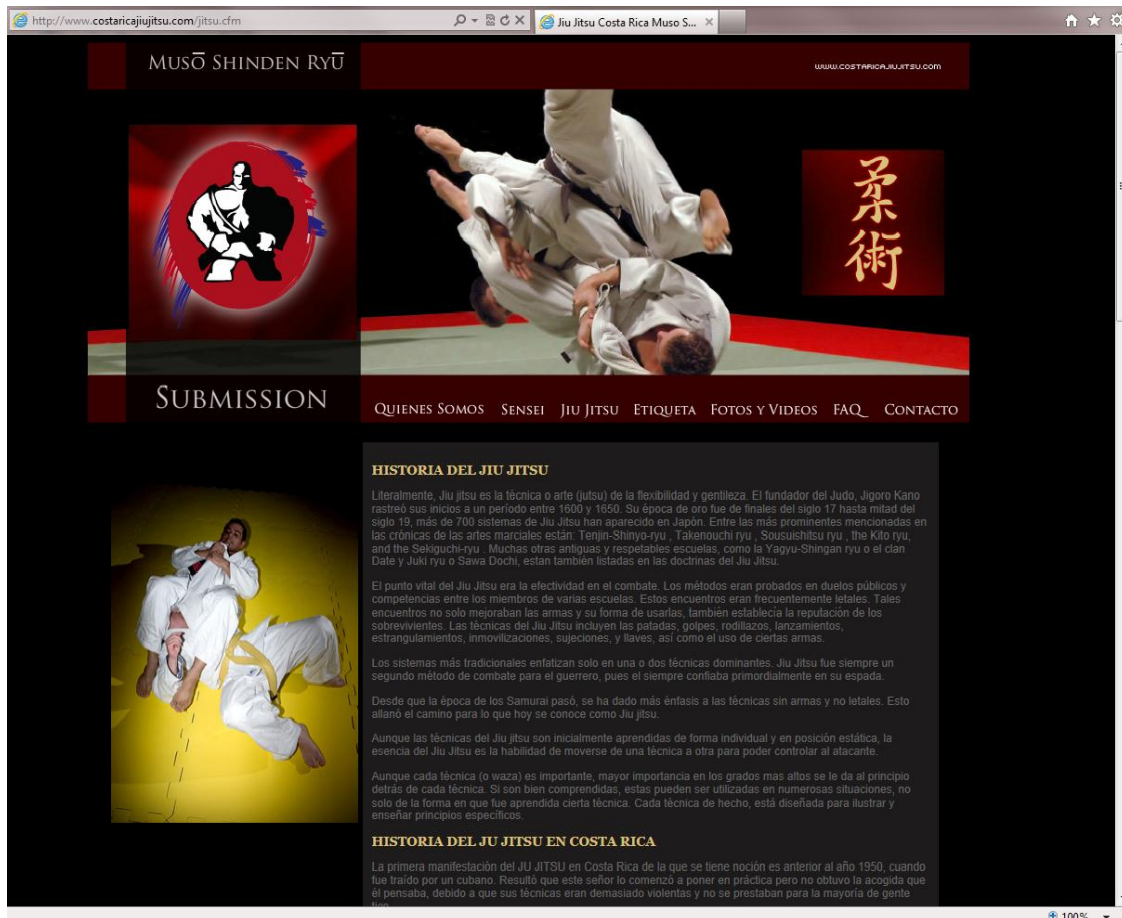 http://www.costaricajiujitsu.com/jitsu.cfm
Jiu Jitsu Costa Rica Muso S...
Musō Shinden Ryū
www.costaricajiujitsu.com
柔術
Submission
Quienes Somos Sensei Jiu Jitsu Etiqueta Fotos y Videos FAQ Contacto
HISTORIA DEL JIU JITSU
Literalmente, Jiu jitsu es la técnica o arte (jutsu) de la flexibilidad y gentileza. El fundador del Judo, Jigoro Kano
rastreó sus inicios a un período entre 1600 y 1650. Su época de oro fue de finales del siglo 17 hasta mitad del
siglo 19, más de 700 sistemas de Jiu Jitsu han aparecido en Japón. Entre las más prominentes mencionadas en
las crónicas de las artes marciales están: Tenjin-Shinyo-ryu , Takenouchi ryu , Sousuishitsu ryu , the Kito ryu,
and the Sekiguchi-ryu . Muchas otras antiguas y respetables escuelas, como la Yagyu-Shingan ryu o el clan
Date y Juki ryu o Sawa Dochi, estan también listadas en las doctrinas del Jiu Jitsu.
El punto vital del Jiu Jitsu era la efectividad en el combate. Los métodos eran probados en duelos públicos y
competencias entre los miembros de varias escuelas. Estos encuentros eran frecuentemente letales. Tales
encuentros no solo mejoraban las armas y su forma de usarlas, también establecía la reputación de los
sobrevivientes. Las técnicas del Jiu Jitsu incluyen las patadas, golpes, rodillazos, lanzamientos,
estrangulamientos, inmovilizaciones, sujeciones, y llaves, así como el uso de ciertas armas.
Los sistemas más tradicionales enfatizan solo en una o dos técnicas dominantes. Jiu Jitsu fue siempre un
segundo método de combate para el guerrero, pues el siempre confiaba primordialmente en su espada.
Desde que la época de los Samurai pasó, se ha dado más énfasis a las técnicas sin armas y no letales. Esto
allanó el camino para lo que hoy se conoce como Jiu jitsu.
Aunque las técnicas del Jiu jitsu son inicialmente aprendidas de forma individual y en posición estática, la
esencia del Jiu Jitsu es la habilidad de moverse de una técnica a otra para poder controlar al atacante.
Aunque cada técnica (o waza) es importante, mayor importancia en los grados mas altos se le da al principio
detrás de cada técnica. Si son bien comprendidas, estas pueden ser utilizadas en numerosas situaciones, no
solo de la forma en que fue aprendida cierta técnica. Cada técnica de hecho, está diseñada para ilustrar y
enseñar principios específicos.
HISTORIA DEL JU JITSU EN COSTA RICA
La primera manifestación del JU JITSU en Costa Rica de la que se tiene noción es anterior al año 1950, cuando
fue traído por un cubano. Resultó que este señor lo comenzó a poner en práctica pero no obtuvo la acogida que
él pensaba, debido a que sus técnicas eran demasiado violentas y no se prestaban para la mayoría de gente
100%